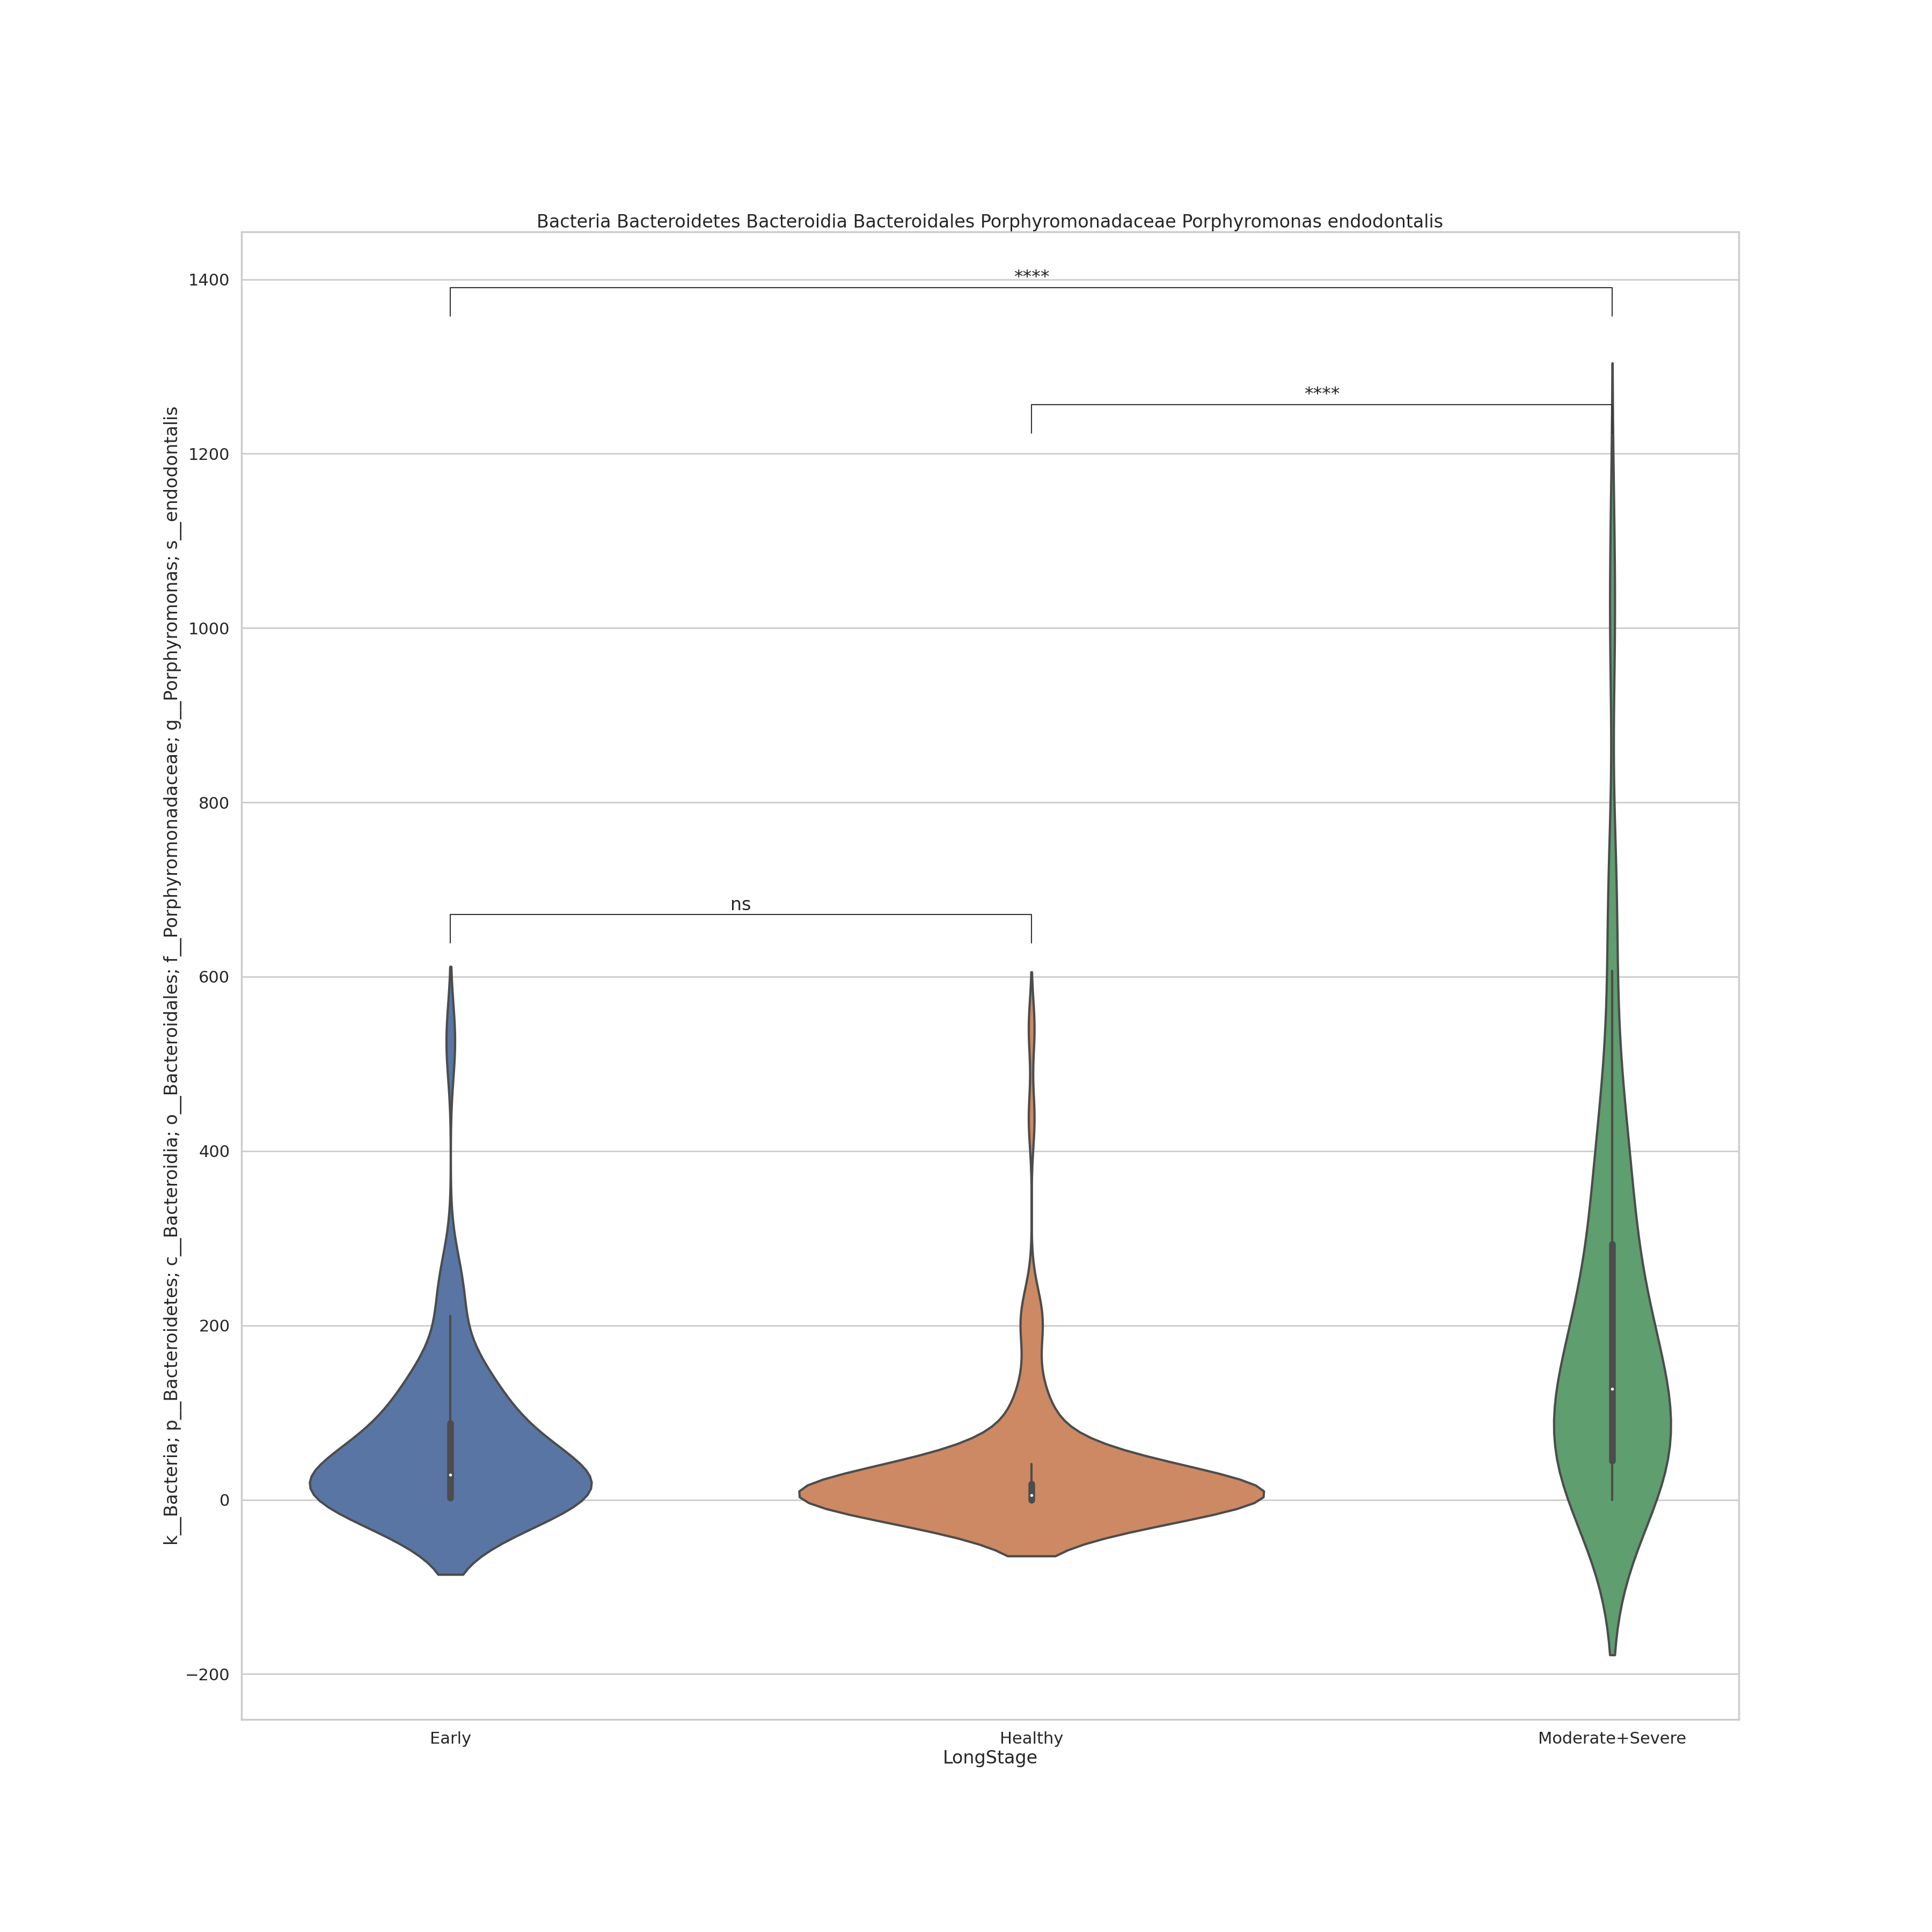 Bacteria Bacteroidetes Bacteroidia Bacteroidales Porphyromonadaceae Porphyromonas endodontalis
k__Bacteria; p__Bacteroidetes; c__Bacteroidia; o__Bacteroidales; f__Porphyromonadaceae; g__Porphyromonas; s__endodontalis
1400
1200
1000
800
600
400
200
0
−200
****
****
ns
Early
Healthy
Moderate+Severe
LongStage